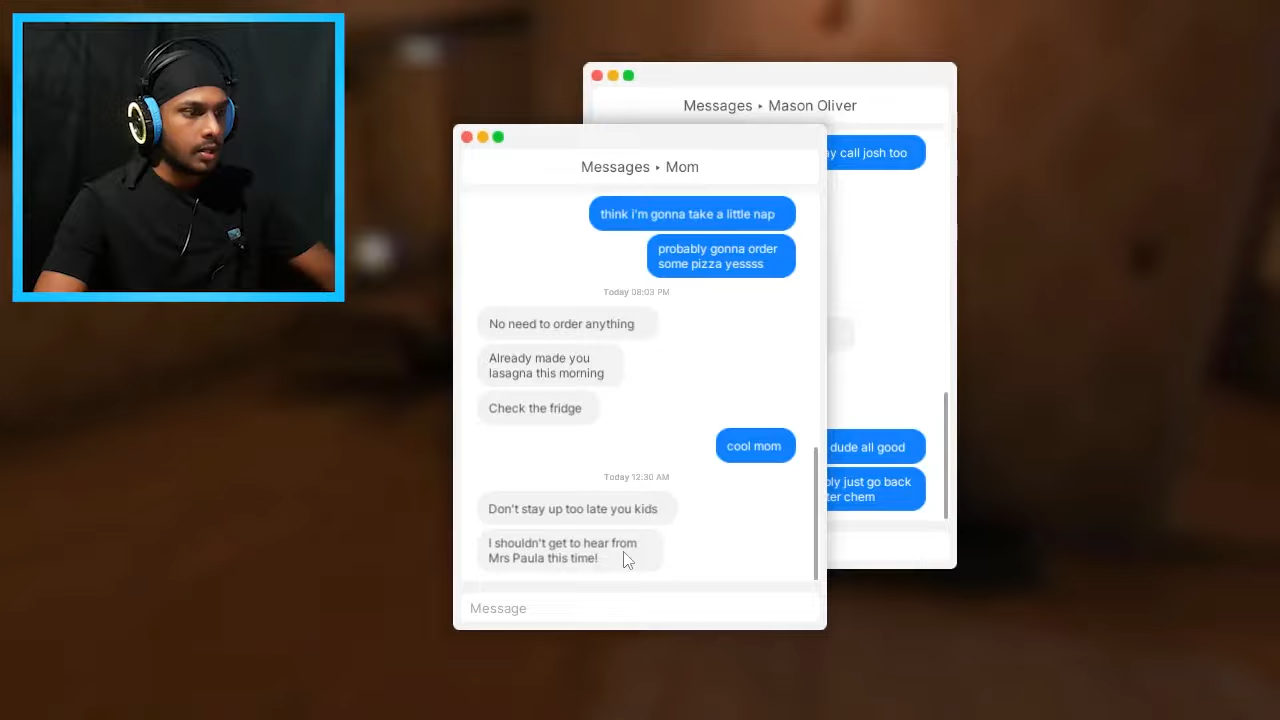 Messages ▸ Mason Oliver
call josh too
dude all good
just go back
chem
Messages ▸ Mom
think i'm gonna take a little nap
probably gonna order
some pizza yessss
Today 08:03 PM
No need to order anything
Already made you
lasagna this morning
Check the fridge
cool mom
Today 12:30 AM
Don't stay up too late you kids
I shouldn't get to hear from
Mrs Paula this time!
Message